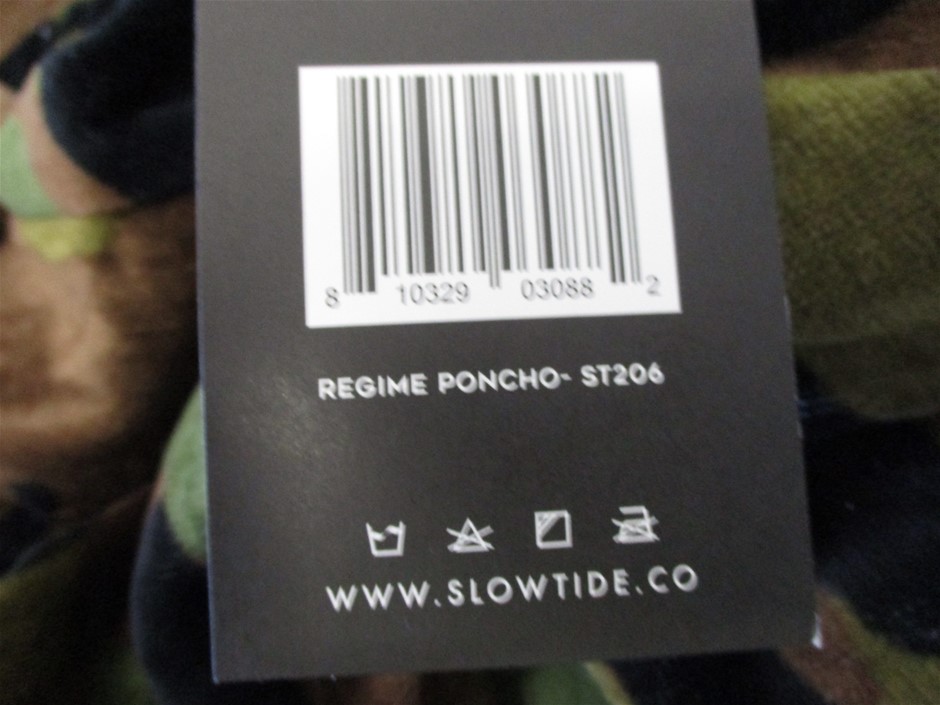 8 10329 03088 2
REGIME PONCHO- ST206
WWW.SLOWTIDE.CO